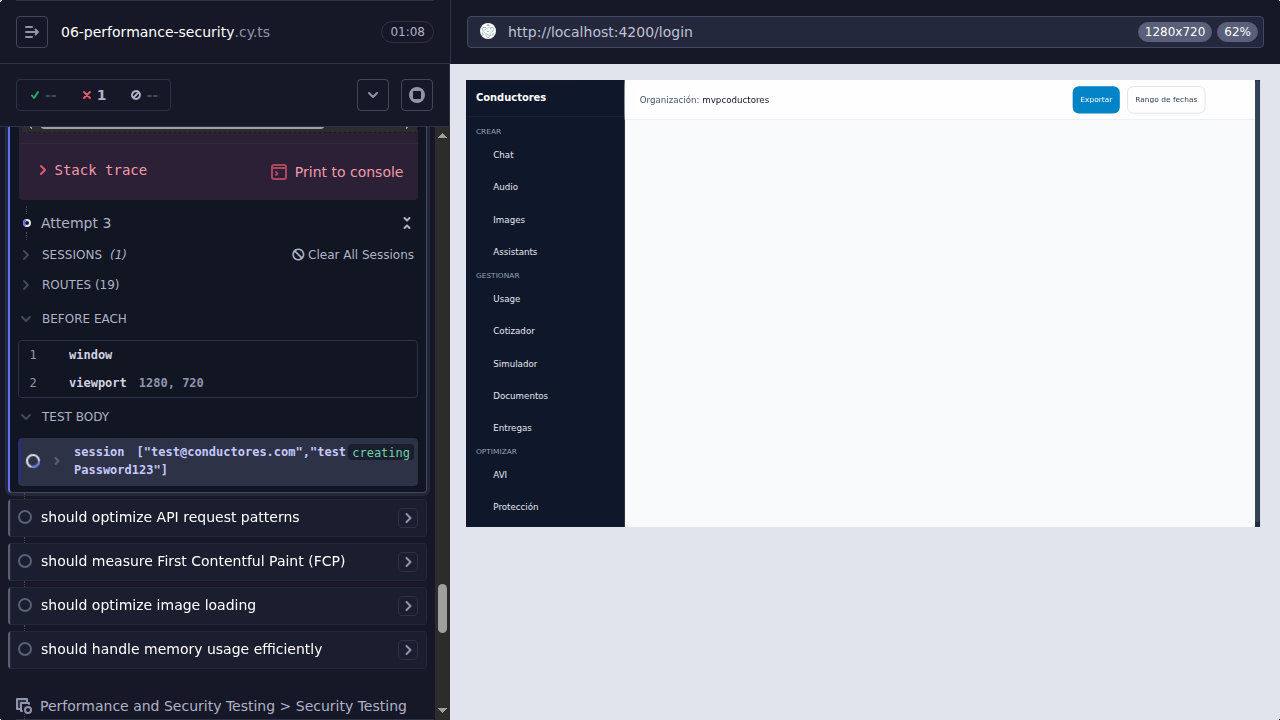 06-performance-security.cy.ts
01:08
--
1
--
Stack trace
Print to console
Attempt 3
SESSIONS (1)
Clear All Sessions
ROUTES (19)
BEFORE EACH
1 window
2 viewport 1280, 720
TEST BODY
session ["test@conductores.com","test
creating
Password123"]
should optimize API request patterns
should measure First Contentful Paint (FCP)
should optimize image loading
should handle memory usage efficiently
Performance and Security Testing > Security Testing
http://localhost:4200/login
1280x720
62%
Conductores
CREAR
Chat
Audio
Images
Assistants
GESTIONAR
Usage
Cotizador
Simulador
Documentos
Entregas
OPTIMIZAR
AVI
Protección
Organización: mvpcoductores
Exportar
Rango de fechas